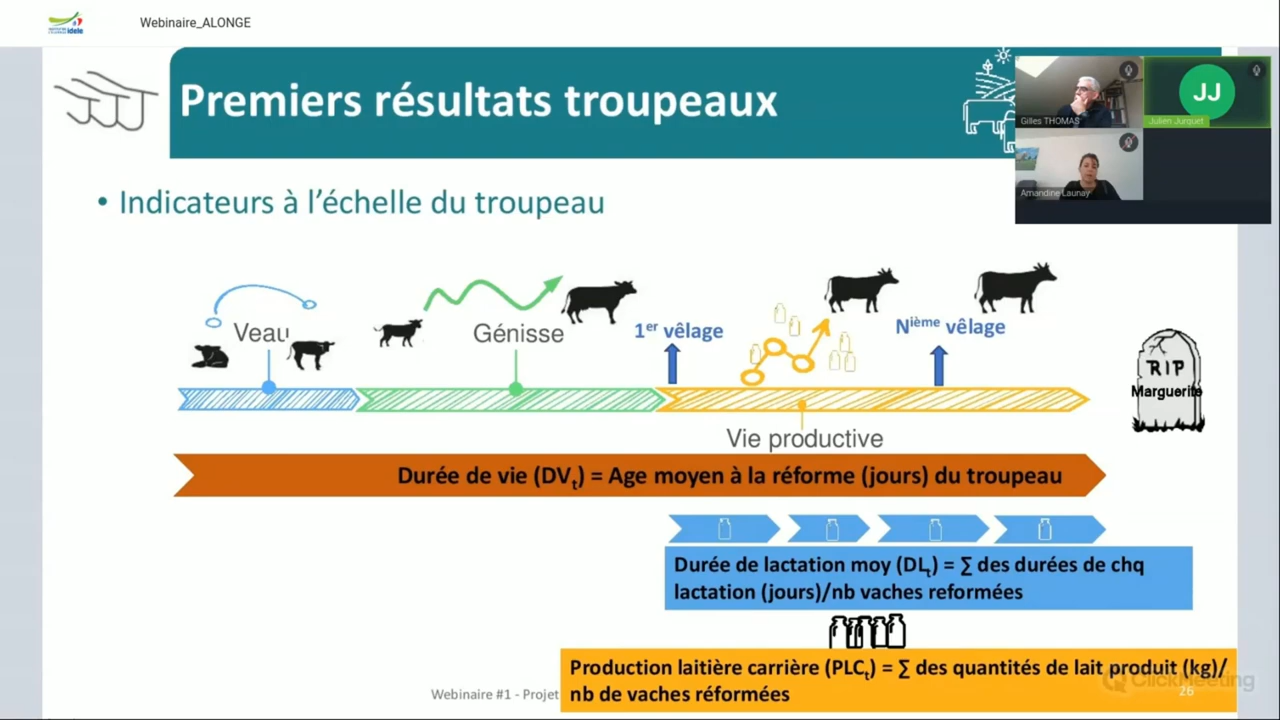 idele
Webinaire_ALONGE
Premiers résultats troupeaux
JJ
Gilles THOMAS
Julien Jurquet
Amandine Launay
• Indicateurs à l'échelle du troupeau
Veau
Génisse
1er vêlage
Nième vêlage
RIP
Marguerite
Vie productive
Durée de vie (DVt) = Age moyen à la réforme (jours) du troupeau
Durée de lactation moy (DLt) = ∑ des durées de chq
lactation (jours)/nb vaches reformées
Production laitière carrière (PLCt) = ∑ des quantités de lait produit (kg)/
nb de vaches réformées
Webinaire #1 - Projet
ClickMeeting
26